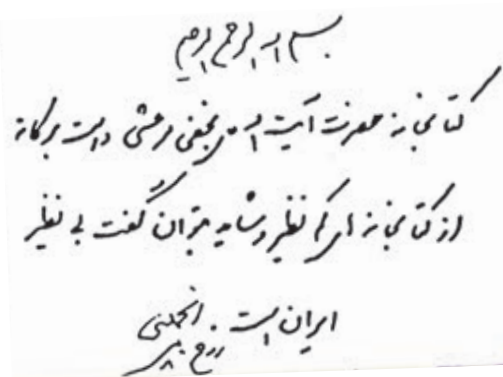 بسم الله الرحمن الرحیم
کتابخانه حضرت آیت الله نجفی مرعشی دامت برکاته
از کتابخانه های کم نظیر و شاید بتوان گفت بی نظیر
ایران است